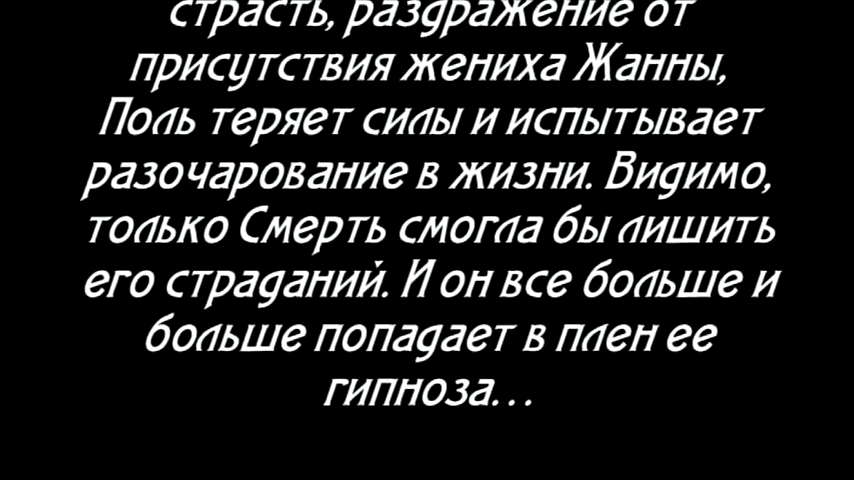 страсть, раздражение от
присутствия жениха Жанны,
Поль теряет силы и испытывает
разочарование в жизни. Видимо,
только Смерть смогла бы лишить
его страданий. И он все больше и
больше попадает в плен ее
гипноза...